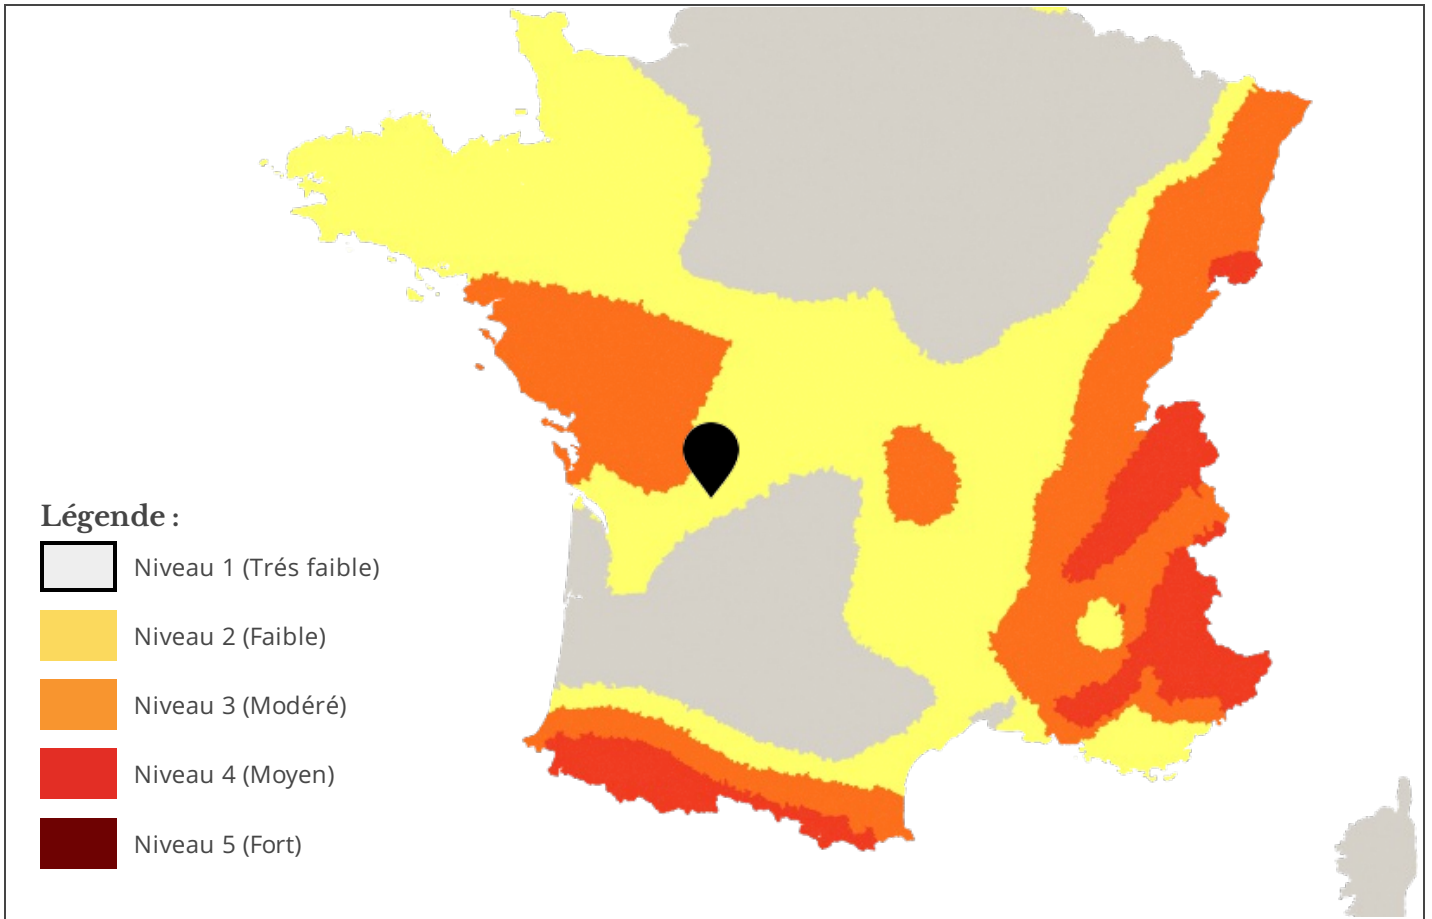 Légende :
Niveau 1 (Trés faible)
Niveau 2 (Faible)
Niveau 3 (Modéré)
Niveau 4 (Moyen)
Niveau 5 (Fort)